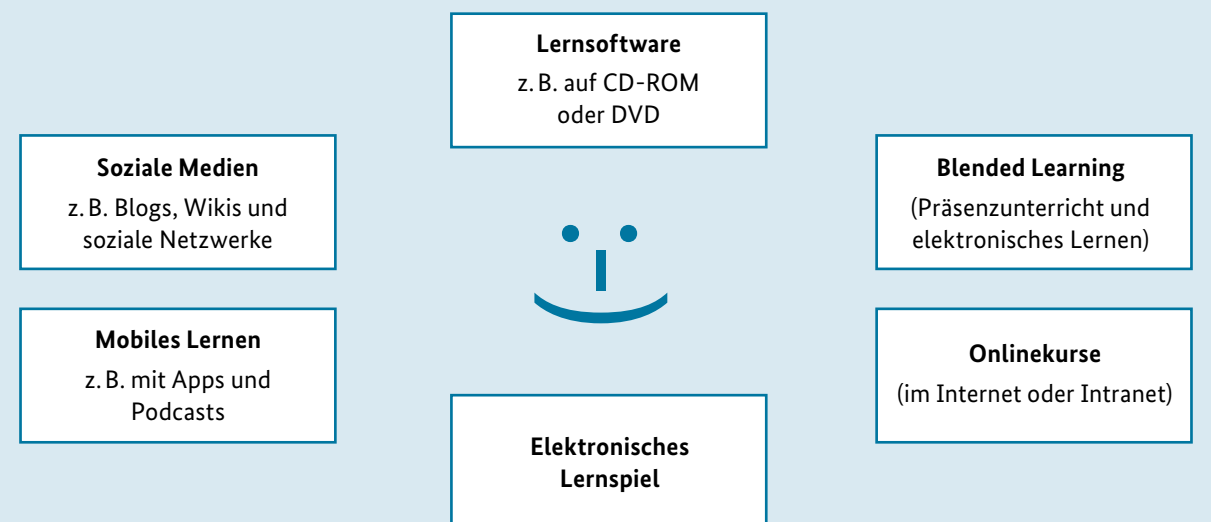 Lernsoftware
z. B. auf CD-ROM
oder DVD
Soziale Medien
z. B. Blogs, Wikis und
soziale Netzwerke
Blended Learning
(Präsenzunterricht und
elektronisches Lernen)
Mobiles Lernen
z. B. mit Apps und
Podcasts
Onlinekurse
(im Internet oder Intranet)
Elektronisches
Lernspiel